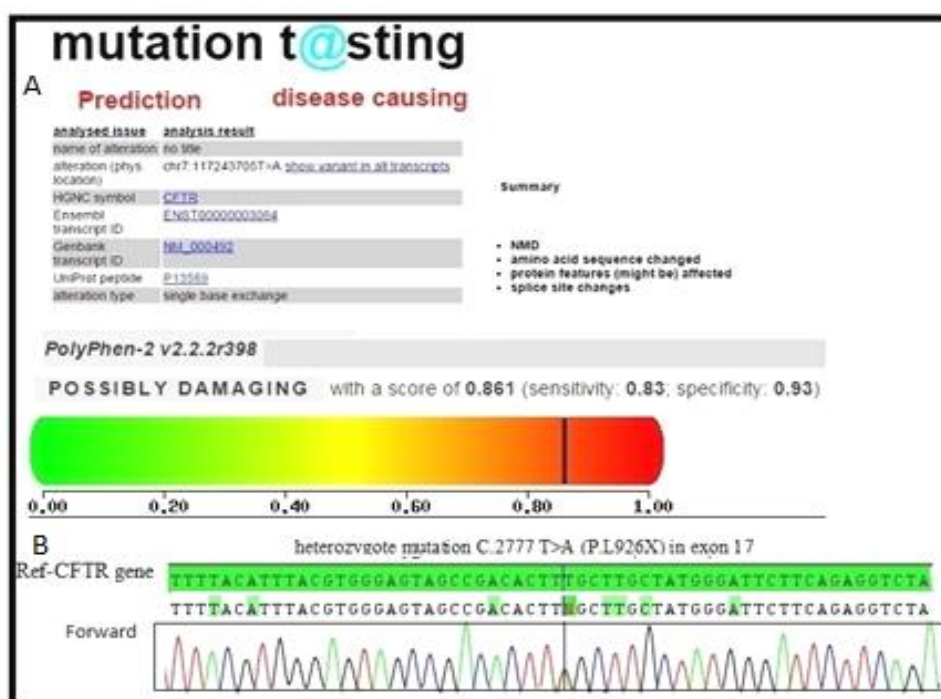 mutation t@sting
A
Prediction disease causing
analysed issue analysis result
name of alteration no title
alteration (phys. location) chr7:117243705T>A show variant in all transcripts
HGNC symbol CFTR
Ensembl transcript ID ENST00000003084
Genbank transcript ID NM_000492
UniProt peptide P13569
alteration type single base exchange
Summary
• NMD
• amino acid sequence changed
• protein features (might be) affected
• splice site changes
PolyPhen-2 v2.2.2r398
POSSIBLY DAMAGING with a score of 0.861 (sensitivity: 0.83; specificity: 0.93)
0.00 0.20 0.40 0.60 0.80 1.00
B
heterozygote mutation C.2777 T>A (P.L926X) in exon 17
Ref-CFTR gene TTTTACATTTACGTGGGAGTAGCCGACACTTTGCTTGCTATGGGATTCTTCAGAGGTCTA
TTTTACATTTACGTGGGAGTAGCCGACACTTNGCTTGCTATGGGATTCTTCAGAGGTCTA
Forward